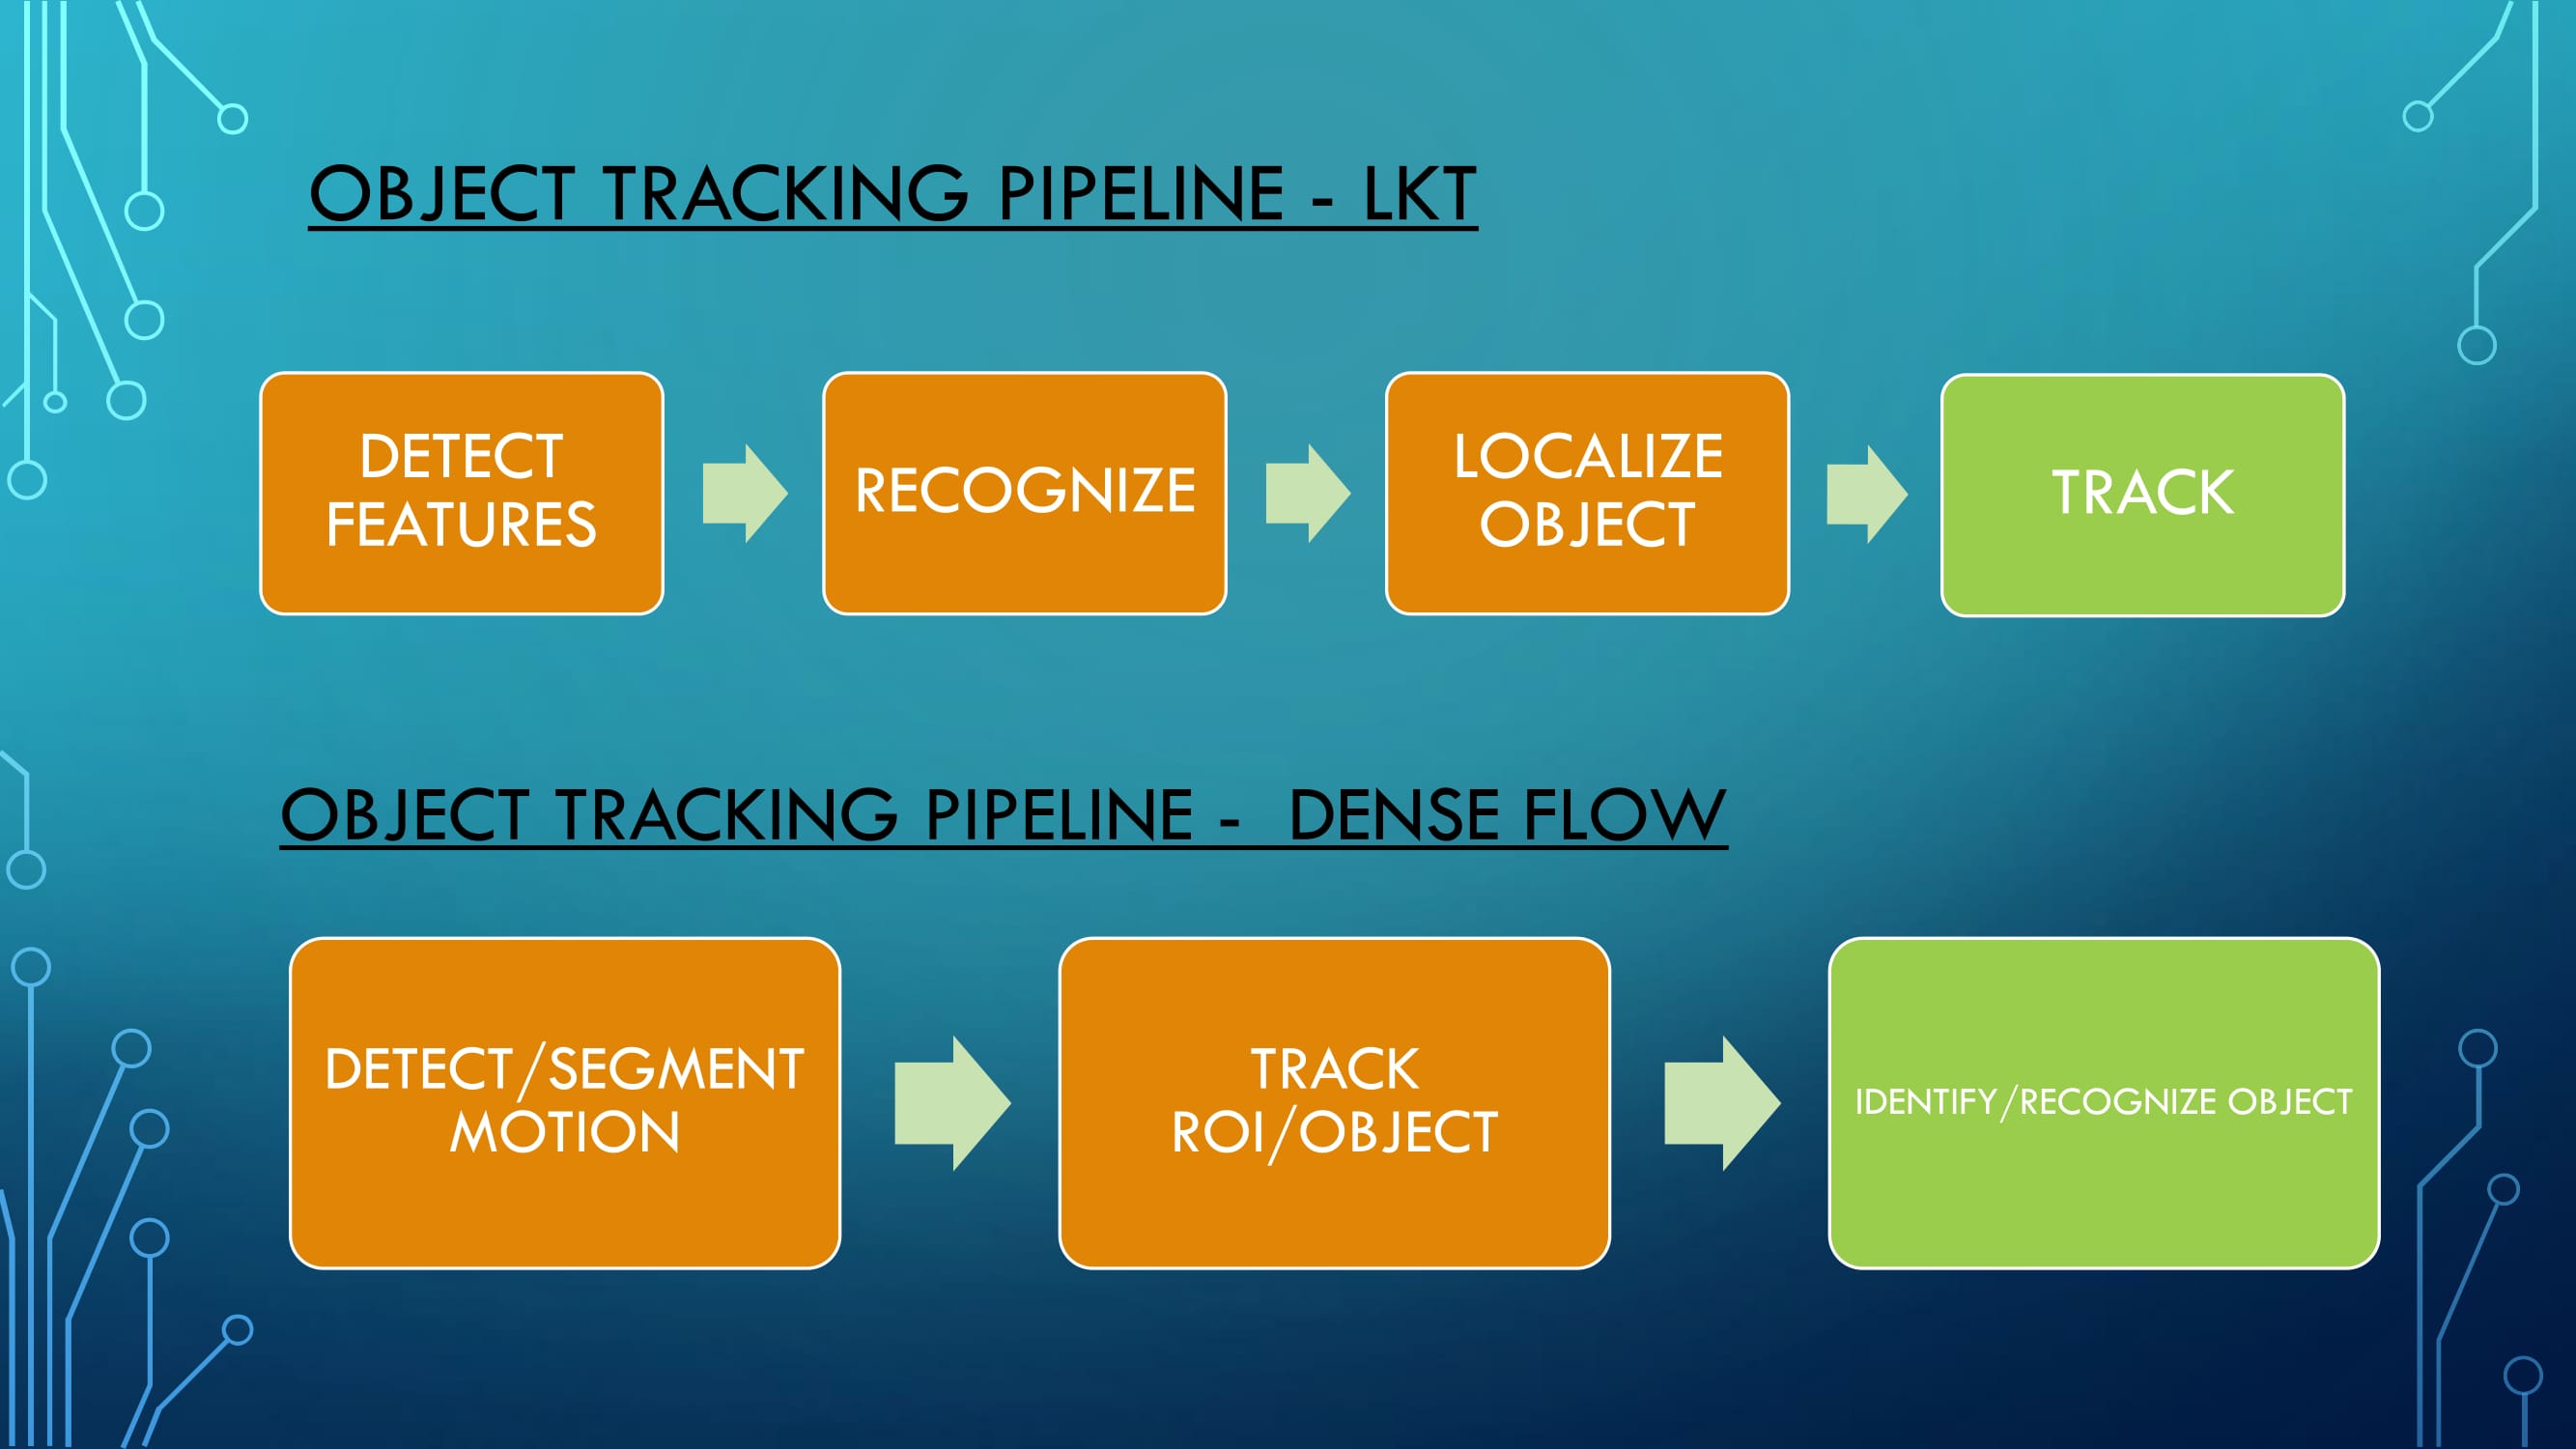 OBJECT TRACKING PIPELINE - LKT
DETECT
FEATURES
RECOGNIZE
LOCALIZE
OBJECT
TRACK
OBJECT TRACKING PIPELINE -  DENSE FLOW
DETECT/SEGMENT
MOTION
TRACK
ROI/OBJECT
IDENTIFY/RECOGNIZE OBJECT